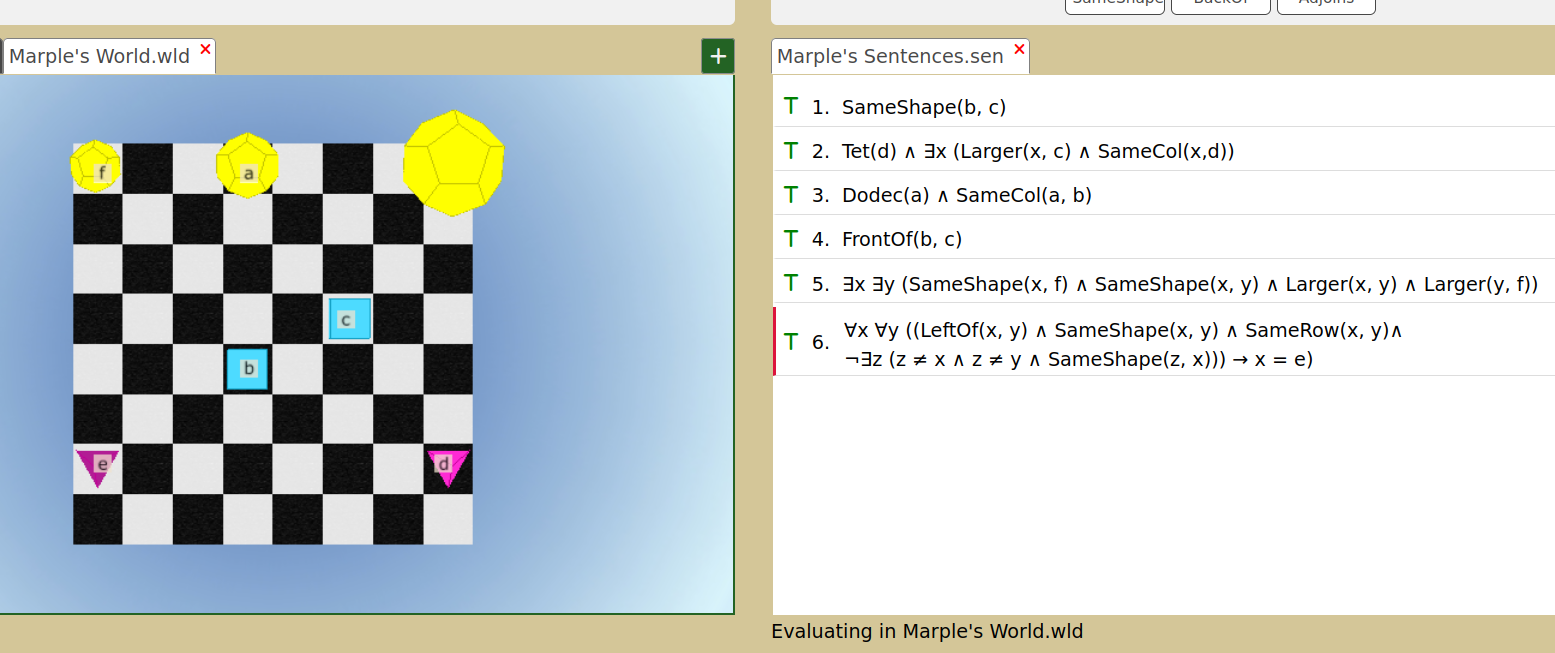 SameShape BackOf Adjoins
Marple's World.wld × +
Marple's Sentences.sen ×
f a
c
b
e d
T 1. SameShape(b, c)
T 2. Tet(d) ∧ ∃x (Larger(x, c) ∧ SameCol(x,d))
T 3. Dodec(a) ∧ SameCol(a, b)
T 4. FrontOf(b, c)
T 5. ∃x ∃y (SameShape(x, f) ∧ SameShape(x, y) ∧ Larger(x, y) ∧ Larger(y, f))
T 6. ∀x ∀y ((LeftOf(x, y) ∧ SameShape(x, y) ∧ SameRow(x, y)∧
¬∃z (z ≠ x ∧ z ≠ y ∧ SameShape(z, x))) → x = e)
Evaluating in Marple's World.wld